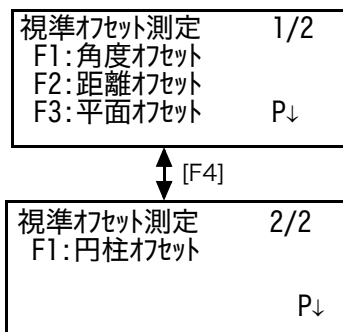 視準オフセット測定 1/2
F1:角度オフセット
F2:距離オフセット
F3:平面オフセット P↓
[F4]
視準オフセット測定 2/2
F1:円柱オフセット
P↓